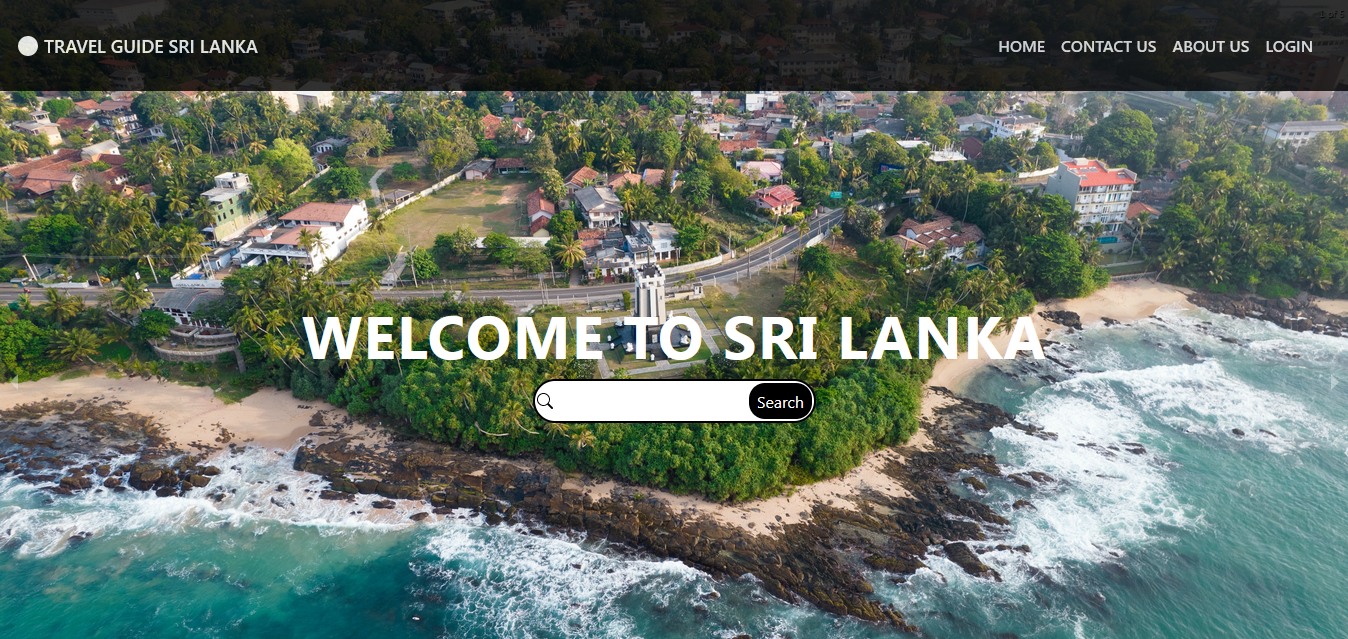 1 of 5
TRAVEL GUIDE SRI LANKA
HOME CONTACT US ABOUT US LOGIN
WELCOME TO SRI LANKA
Search